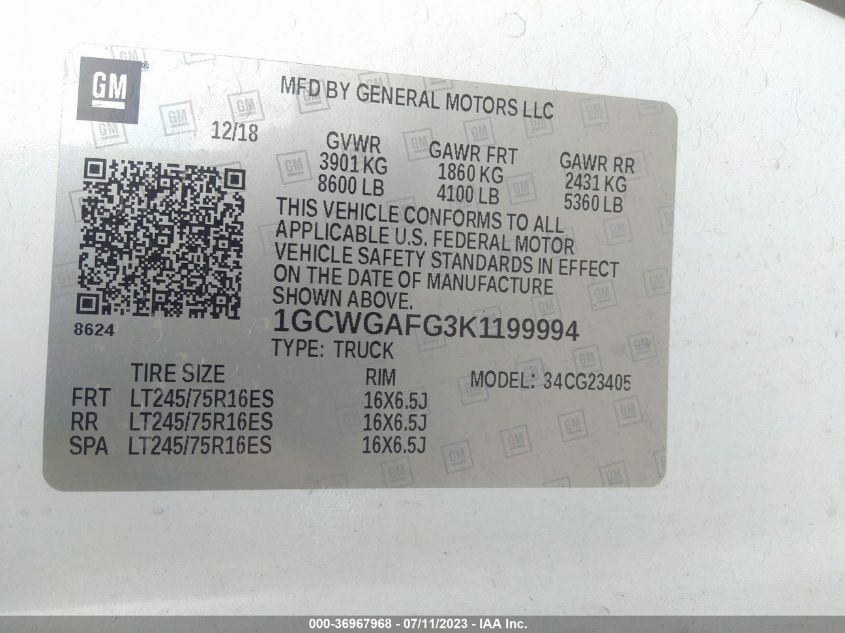 GM
MFD BY GENERAL MOTORS LLC
12/18
GVWR GAWR FRT GAWR RR
3901 KG 1860 KG 2431 KG
8600 LB 4100 LB 5360 LB
THIS VEHICLE CONFORMS TO ALL
APPLICABLE U.S. FEDERAL MOTOR
VEHICLE SAFETY STANDARDS IN EFFECT
ON THE DATE OF MANUFACTURE
SHOWN ABOVE.
8624
1GCWGAFG3K1199994
TYPE: TRUCK
TIRE SIZE RIM MODEL: 34CG23405
FRT LT245/75R16ES 16X6.5J
RR LT245/75R16ES 16X6.5J
SPA LT245/75R16ES 16X6.5J
000-36967968 - 07/11/2023 - IAA Inc.